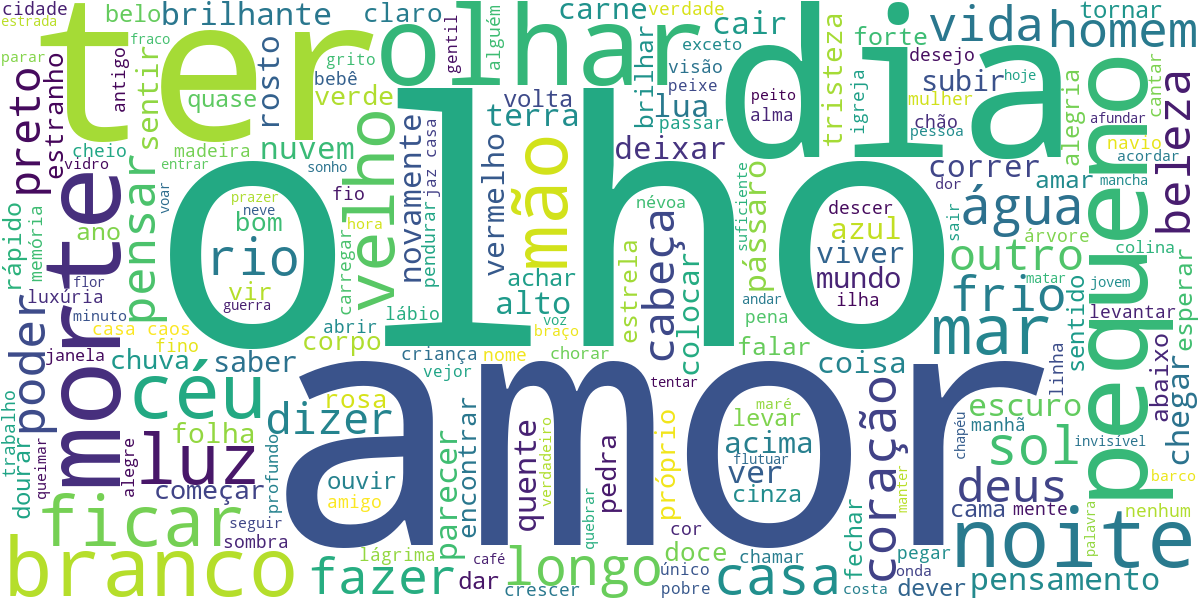 cidade
estrada
belo
brilhante
ter
claro
olhar
carne
verdade
cair
dia
vida
tornar
homem
parar
preto
estranho
antigo
fraco
sentir
quase
rosto
grito
bebê
verde
gentil
alguém
volta
terra
exceto
visão
peixe
brilhar
lua
passar
peito
alma
tristeza
igreja
forte
desejo
subir
mulher
chão
pessoa
hoje
alegria
afundar
pequeno
cantar
navio
acordar
beleza
cheio
vidro
entrar
madeira
nuvem
sonho
fio
velho
novamente
jaz casa
pendurar
vermelho
mão
deixar
correr
amar
dor
mancha
morte
pensar
voar
olho
prazer
neve
bom
hora
rio
vir
guerra
carregar
névoa
suficiente
pássaro
descer
azul
viver
mundo
ilha
água
sair
outro
árvore
colina
rápido
memória
ano
flor
luxúria
minuto
achar
alto
estrela
cabeça
colocar
andar
pena
frio
matar
jovem
levantar
esperar
poder
casa caos
fino
janela
chuva
saber
abrir
corpo
lábio
voz
braço
criança
nome
chorar
vejor
tentar
falar
coisa
mar
sentido
linha
abaixo
chegar
céu
luz
dizer
rosa
amor
maré
levar
acima
flutuar
ver
cinza
coração
escuro
manhã
chapéu
sol
invisível
trabalho
dourar
queimar
alegre
folha
profundo
começar
ouvir
amigo
parecer
encontrar
quente
verdadeiro
pedra
próprio
deus
cama
mente
manter
barco
palavra
nenhum
ficar
seguir
sombra
lágrima
café
quebrar
cor
doce
chamar
fechar
pegar
onda
noite
branco
fazer
dar
longo
crescer
único
pobre
casa
costa
dever
pensamento